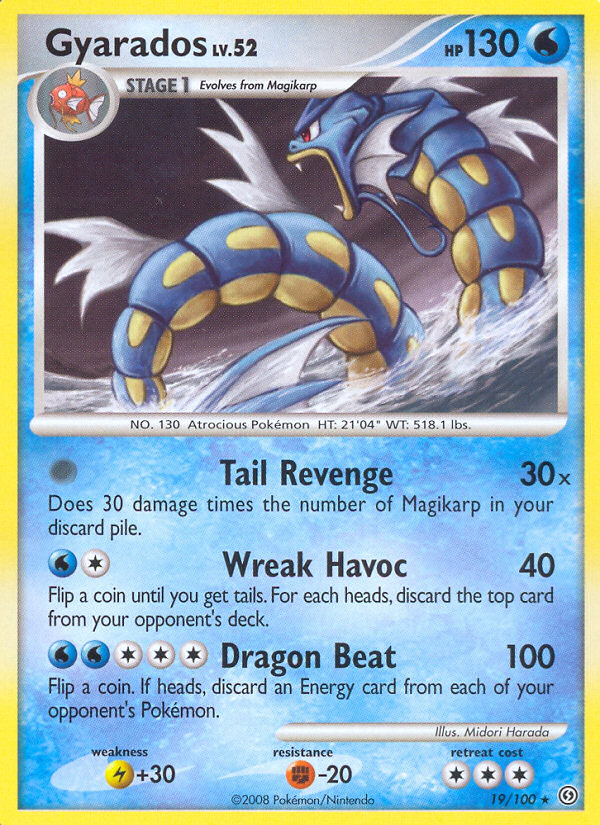 Gyarados LV.52 HP 130
STAGE 1 Evolves from Magikarp
NO. 130 Atrocious Pokémon HT: 21'04" WT: 518.1 lbs.
Tail Revenge 30x
Does 30 damage times the number of Magikarp in your
discard pile.
Wreak Havoc 40
Flip a coin until you get tails. For each heads, discard the top card
from your opponent's deck.
Dragon Beat 100
Flip a coin. If heads, discard an Energy card from each of your
opponent's Pokémon.
Illus. Midori Harada
weakness resistance retreat cost
+30 -20
©2008 Pokémon/Nintendo 19/100 ★